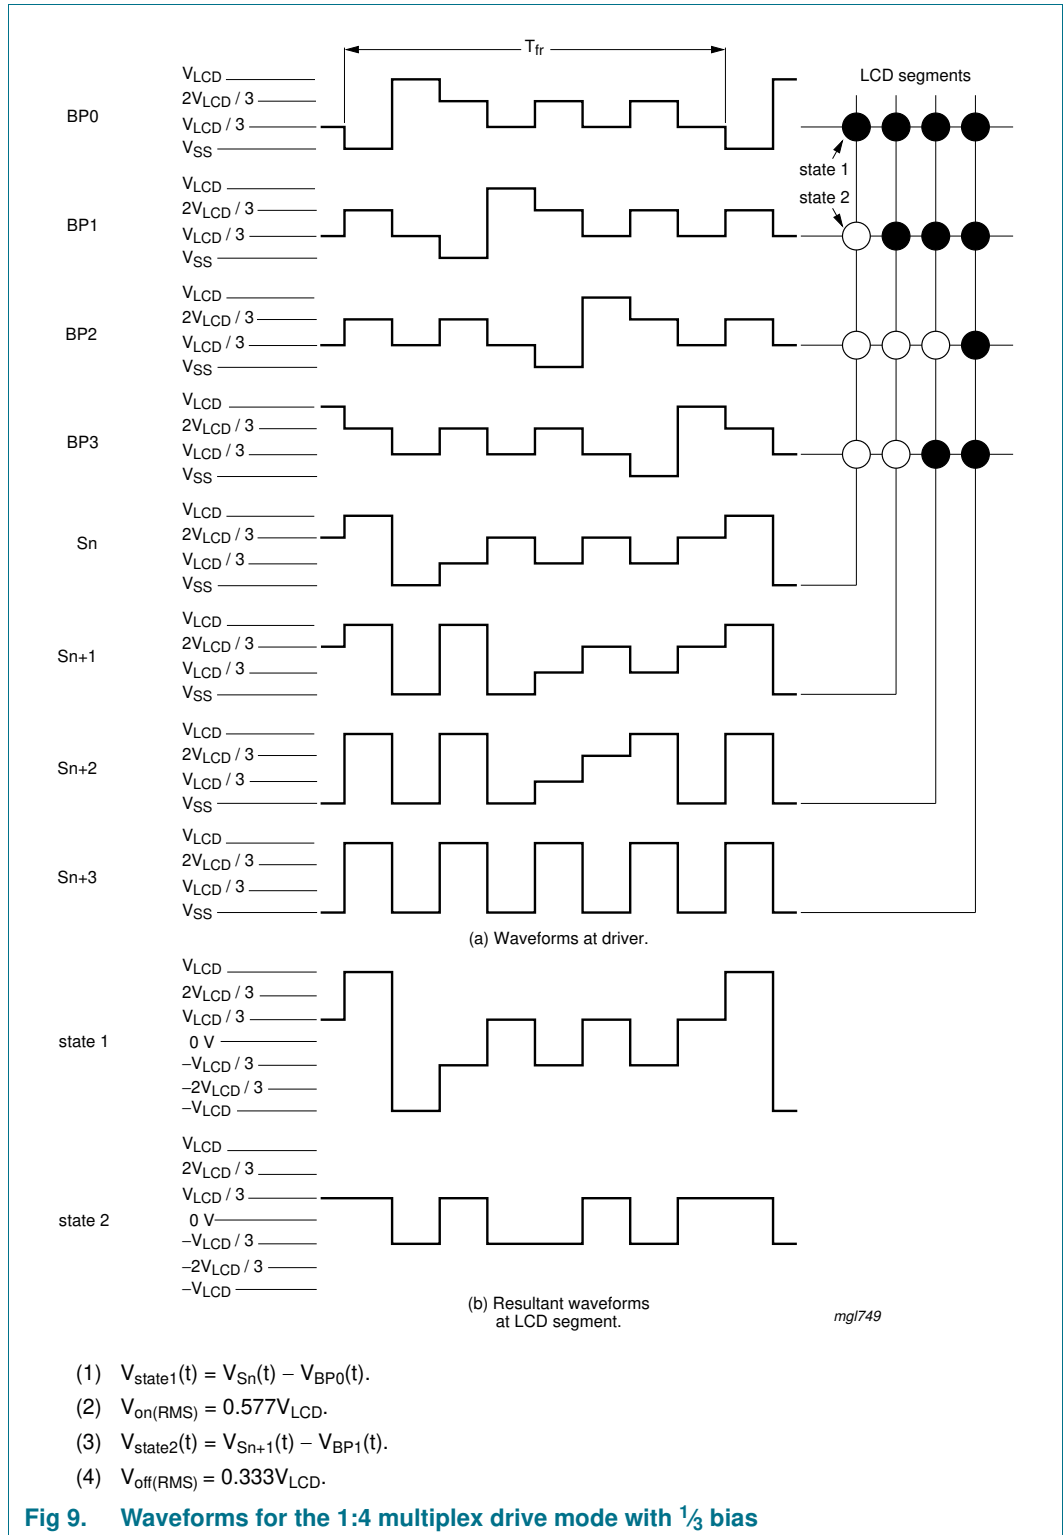 T_fr
LCD segments
BP0
V_LCD
2V_LCD / 3
V_LCD / 3
V_SS
state 1
state 2
BP1
V_LCD
2V_LCD / 3
V_LCD / 3
V_SS
BP2
V_LCD
2V_LCD / 3
V_LCD / 3
V_SS
BP3
V_LCD
2V_LCD / 3
V_LCD / 3
V_SS
Sn
V_LCD
2V_LCD / 3
V_LCD / 3
V_SS
Sn+1
V_LCD
2V_LCD / 3
V_LCD / 3
V_SS
Sn+2
V_LCD
2V_LCD / 3
V_LCD / 3
V_SS
Sn+3
V_LCD
2V_LCD / 3
V_LCD / 3
V_SS
(a) Waveforms at driver.
state 1
V_LCD
2V_LCD / 3
V_LCD / 3
0 V
−V_LCD / 3
−2V_LCD / 3
−V_LCD
state 2
V_LCD
2V_LCD / 3
V_LCD / 3
0 V
−V_LCD / 3
−2V_LCD / 3
−V_LCD
(b) Resultant waveforms
at LCD segment.
mgl749
(1) V_state1(t) = V_Sn(t) − V_BP0(t).
(2) V_on(RMS) = 0.577V_LCD.
(3) V_state2(t) = V_Sn+1(t) − V_BP1(t).
(4) V_off(RMS) = 0.333V_LCD.
Fig 9. Waveforms for the 1:4 multiplex drive mode with 1⁄3 bias